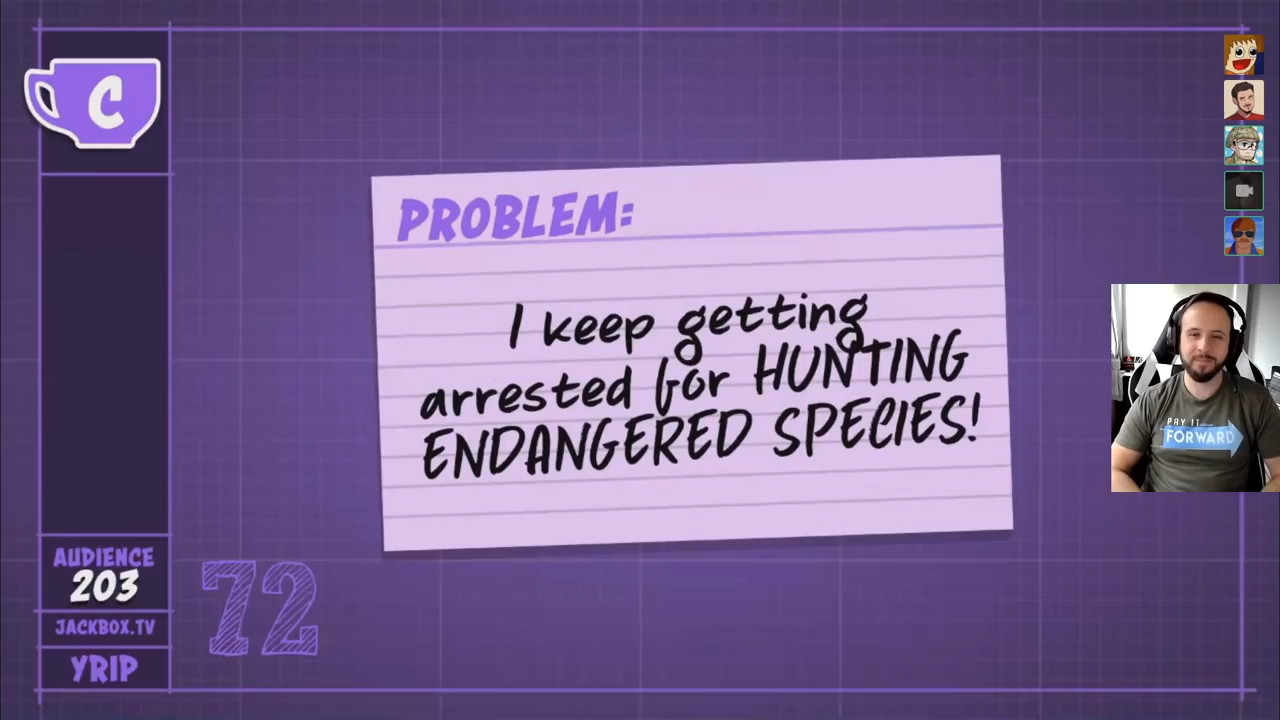 C
PROBLEM:
I keep getting
arrested for HUNTING
ENDANGERED SPECIES!
AUDIENCE
203
JACKBOX.TV
YRIP
72
PAY IT
FORWARD